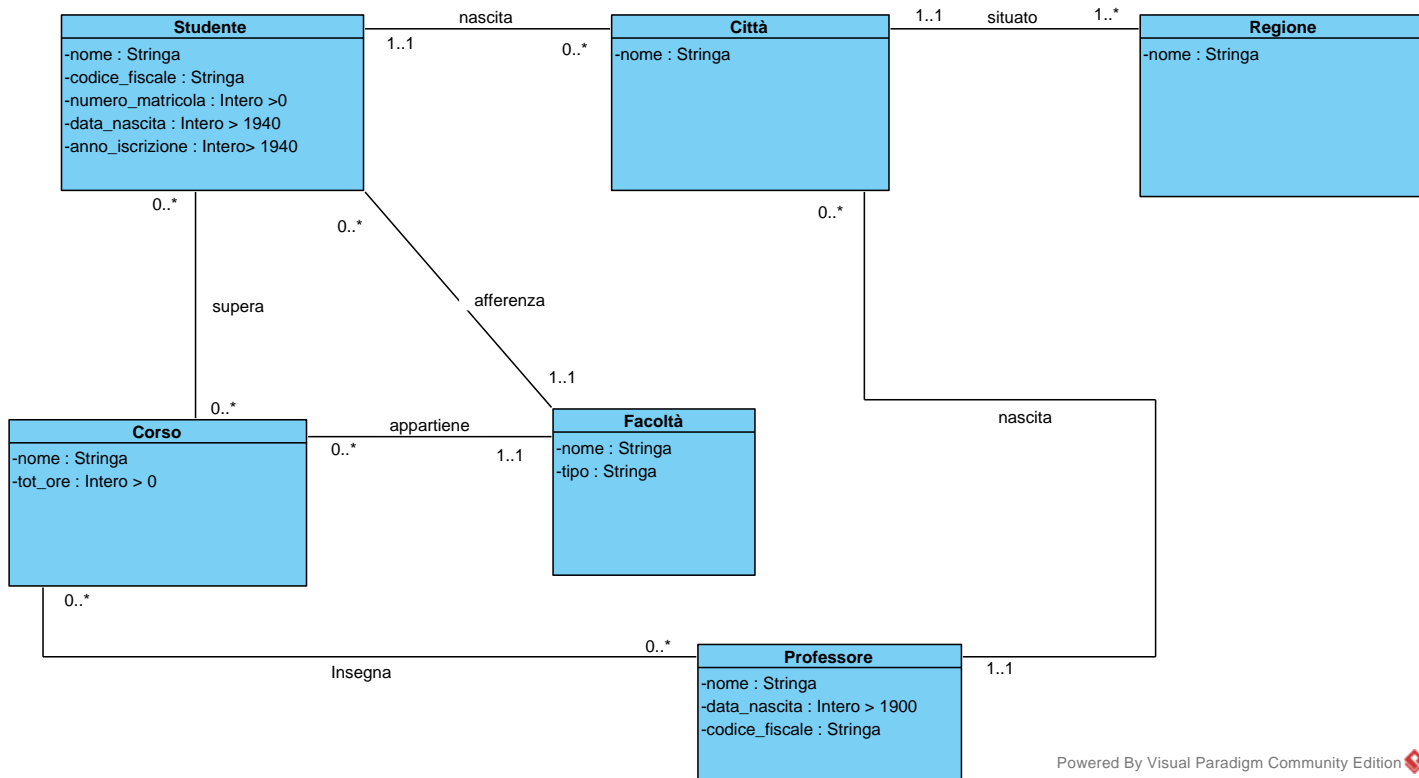 nascita
1..1
0..*
1..1
situato
1..*
Studente
-nome : Stringa
-codice_fiscale : Stringa
-numero_matricola : Intero >0
-data_nascita : Intero > 1940
-anno_iscrizione : Intero> 1940
Città
-nome : Stringa
Regione
-nome : Stringa
0..*
0..*
0..*
supera
afferenza
1..1
0..*
nascita
Corso
-nome : Stringa
-tot_ore : Intero > 0
appartiene
0..*
1..1
Facoltà
-nome : Stringa
-tipo : Stringa
0..*
Insegna
0..*
1..1
Professore
-nome : Stringa
-data_nascita : Intero > 1900
-codice_fiscale : Stringa
Powered By Visual Paradigm Community Edition